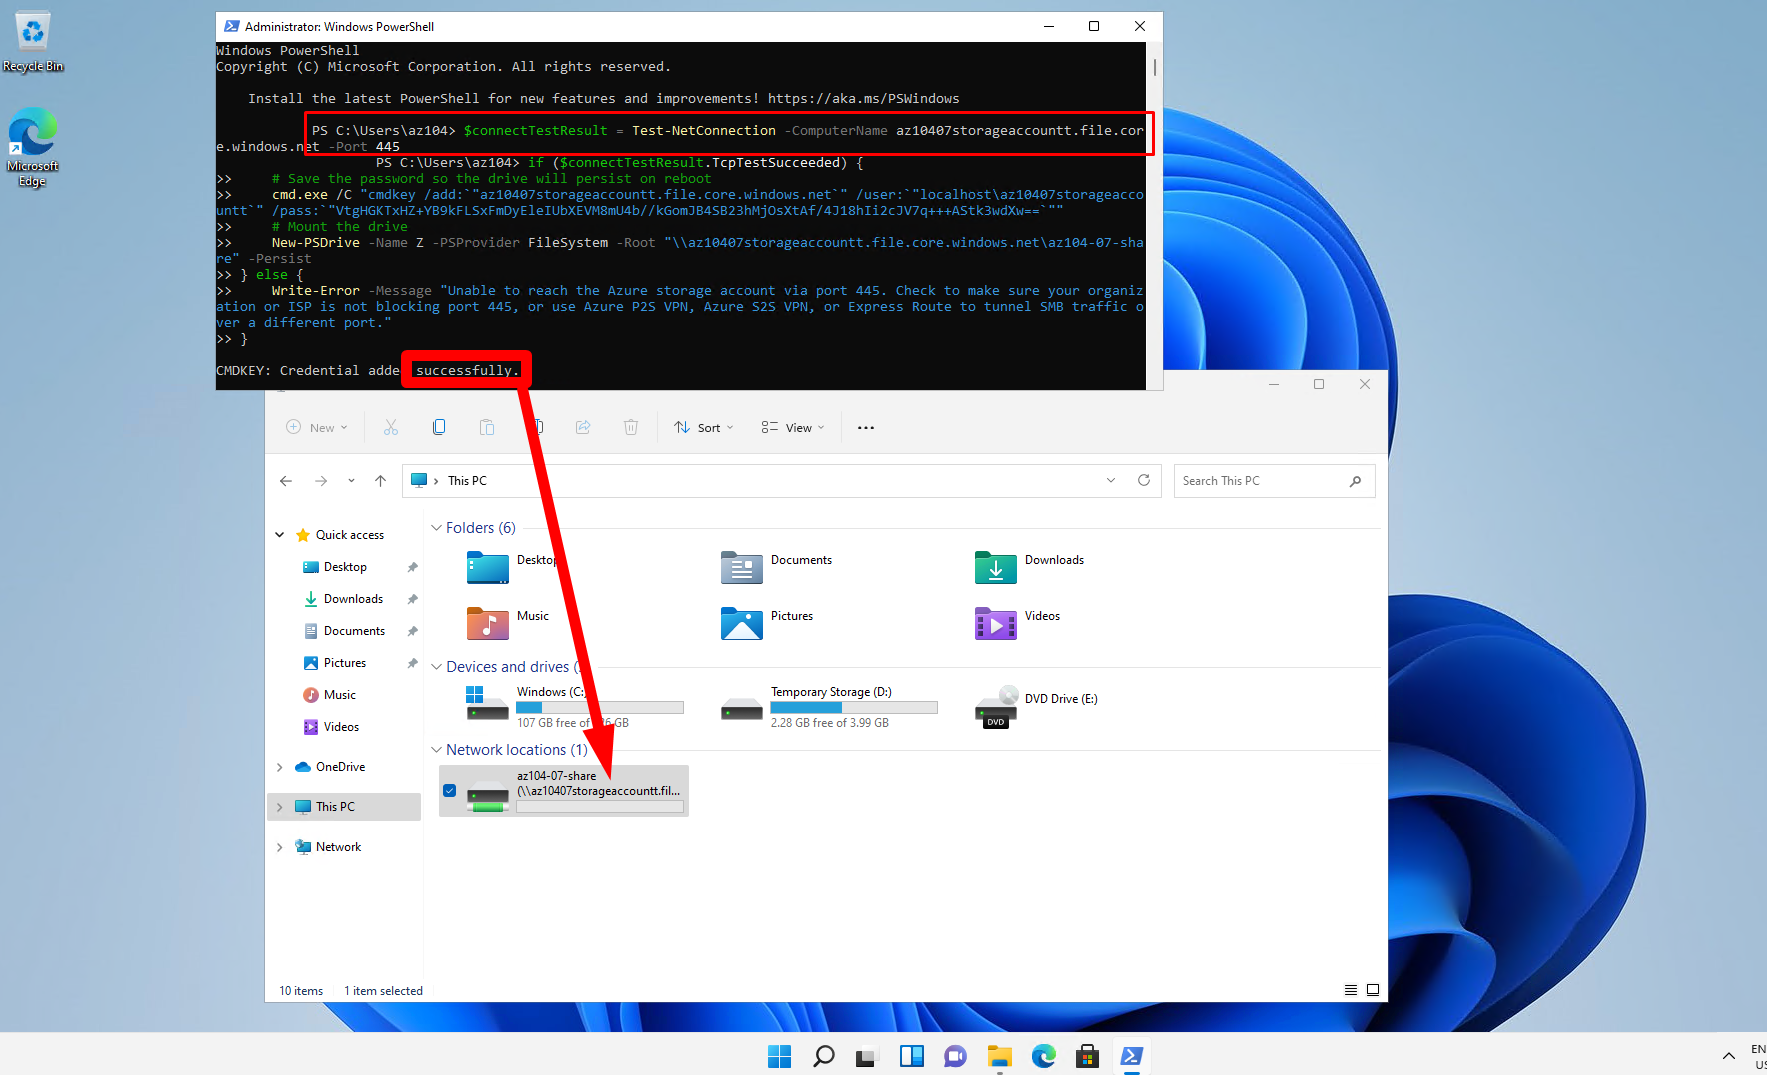 Recycle Bin
Microsoft
Edge
Administrator: Windows PowerShell
Windows PowerShell
Copyright (C) Microsoft Corporation. All rights reserved.
Install the latest PowerShell for new features and improvements! https://aka.ms/PSWindows
PS C:\Users\az104> $connectTestResult = Test-NetConnection -ComputerName az10407storageaccountt.file.cor
e.windows.net -Port 445
PS C:\Users\az104> if ($connectTestResult.TcpTestSucceeded) {
>>     # Save the password so the drive will persist on reboot
>>     cmd.exe /C "cmdkey /add:`"az10407storageaccountt.file.core.windows.net`" /user:`"localhost\az10407storageacco
untt`" /pass:`"VtgHGKTxHZ+YB9kFLSxFmDyEleIUbXEVM8mU4b//kGomJB4SB23hMjOsXtAf/4J18hIi2cJV7q+++AStk3wdXw==`""
>>     # Mount the drive
>>     New-PSDrive -Name Z -PSProvider FileSystem -Root "\\az10407storageaccountt.file.core.windows.net\az104-07-sha
re" -Persist
>> } else {
>>     Write-Error -Message "Unable to reach the Azure storage account via port 445. Check to make sure your organiz
ation or ISP is not blocking port 445, or use Azure P2S VPN, Azure S2S VPN, or Express Route to tunnel SMB traffic o
ver a different port."
>> }
CMDKEY: Credential adde successfully.
New
Sort
View
This PC
Search This PC
Quick access
Desktop
Downloads
Documents
Pictures
Music
Videos
OneDrive
This PC
Network
Folders (6)
Desktop
Documents
Downloads
Music
Pictures
Videos
Devices and drives (
Windows (C:
107 GB free of 6 GB
Temporary Storage (D:)
2.28 GB free of 3.99 GB
DVD Drive (E:)
DVD
Network locations (1)
az104-07-share
(\\az10407storageaccountt.fil...
10 items
1 item selected
EN
US